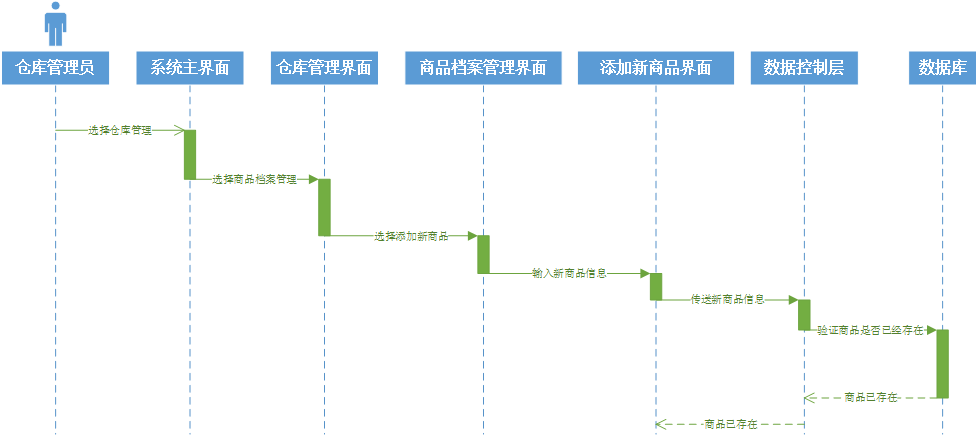 仓库管理员
系统主界面
仓库管理界面
商品档案管理界面
添加新商品界面
数据控制层
数据库
选择仓库管理
选择商品档案管理
选择添加新商品
输入新商品信息
传送新商品信息
验证商品是否已经存在
商品已存在
商品已存在